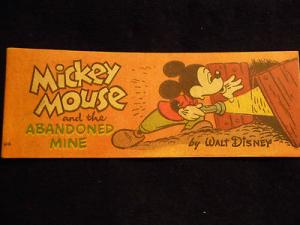 Mickey
Mouse
and the
ABANDONED
MINE
by WALT DISNEY